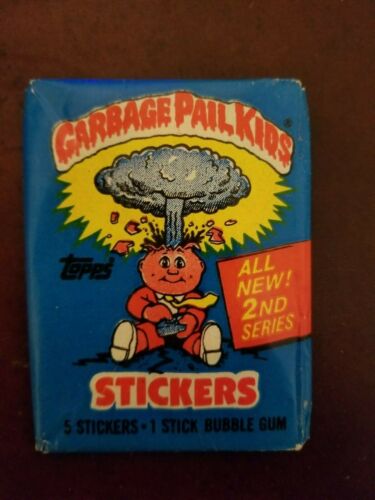 GARBAGE PAIL KIDS®
topps
ALL
NEW!
2ND
SERIES
STICKERS
5 STICKERS • 1 STICK BUBBLE GUM